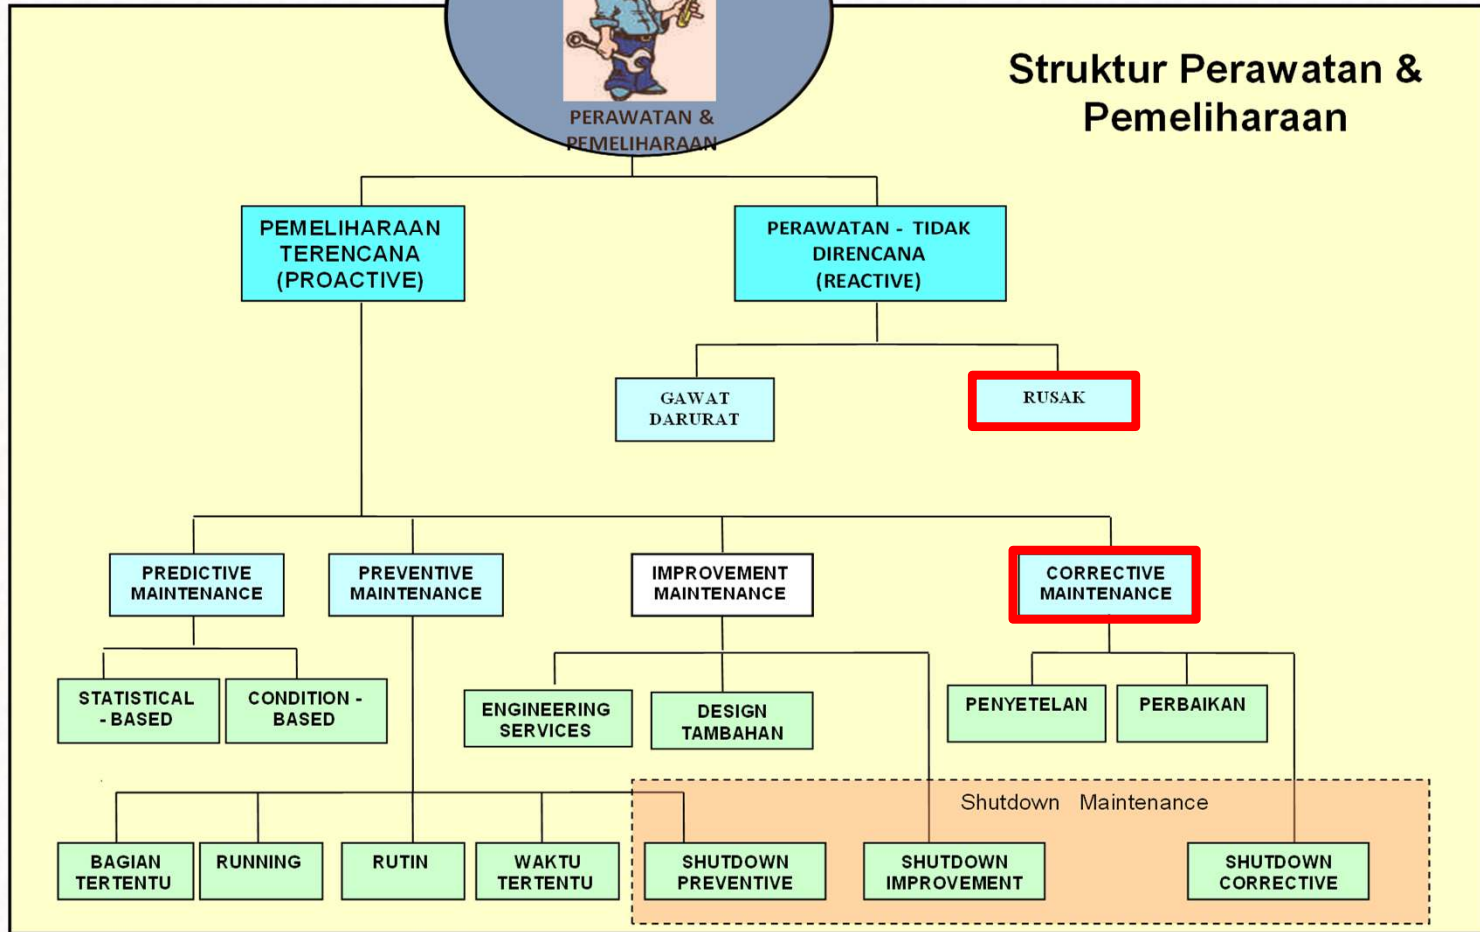 PERAWATAN &
PEMELIHARAAN
Struktur Perawatan &
Pemeliharaan
PEMELIHARAAN
TERENCANA
(PROACTIVE)
PERAWATAN - TIDAK
DIRENCANA
(REACTIVE)
GAWAT
DARURAT
RUSAK
PREDICTIVE
MAINTENANCE
PREVENTIVE
MAINTENANCE
IMPROVEMENT
MAINTENANCE
CORRECTIVE
MAINTENANCE
STATISTICAL
- BASED
CONDITION -
BASED
ENGINEERING
SERVICES
DESIGN
TAMBAHAN
PENYETELAN
PERBAIKAN
Shutdown Maintenance
BAGIAN
TERTENTU
RUNNING
RUTIN
WAKTU
TERTENTU
SHUTDOWN
PREVENTIVE
SHUTDOWN
IMPROVEMENT
SHUTDOWN
CORRECTIVE